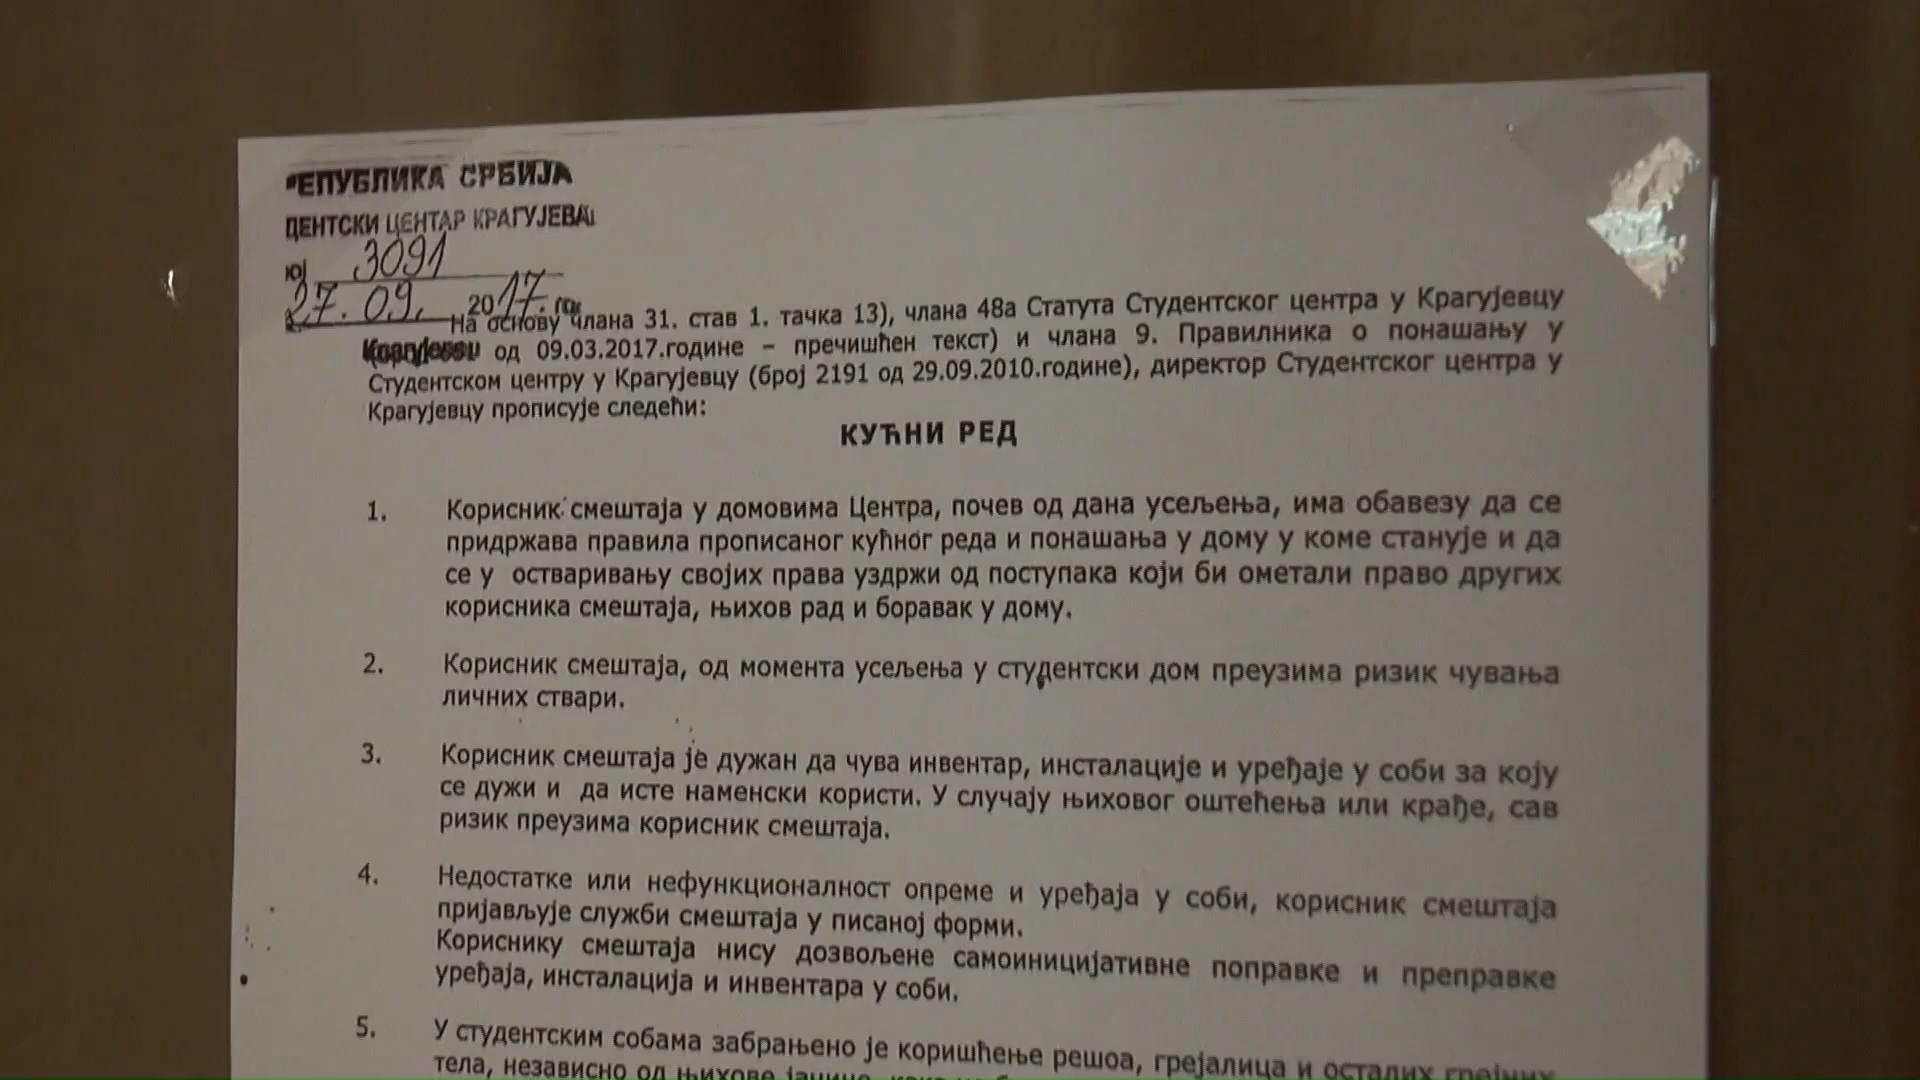 ЕПУБЛИКА СРБИЈА
ДЕНТСКИ ЦЕНТАР КРАГУЈЕВА
ој 3091
27. 09. 2017. год
На основу члана 31. став 1. тачка 13), члана 48а Статута Студентског центра у Крагујевцу
од 09.03.2017.године – пречишћен текст) и члана 9. Правилника о понашању у
Студентском центру у Крагујевцу (број 2191 од 29.09.2010.године), директор Студентског центра у
Крагујевцу прописује следећи:
КУЋНИ РЕД
1. Корисник смештаја у домовима Центра, почев од дана усељења, има обавезу да се
придржава правила прописаног кућног реда и понашања у дому у коме станује и да
се у остваривању својих права уздржи од поступака који би ометали право других
корисника смештаја, њихов рад и боравак у дому.
2. Корисник смештаја, од момента усељења у студентски дом преузима ризик чувања
личних ствари.
3. Корисник смештаја је дужан да чува инвентар, инсталације и уређаје у соби за коју
се дужи и да исте наменски користи. У случају њиховог оштећења или крађе, сав
ризик преузима корисник смештаја.
4. Недостатке или нефункционалност опреме и уређаја у соби, корисник смештаја
пријављује служби смештаја у писаној форми.
Кориснику смештаја нису дозвољене самоиницијативне поправке и преправке
уређаја, инсталација и инвентара у соби.
5. У студентским собама забрањено је коришћење решоа, грејалица и осталих грејних
тела, независно од њихове јачине,